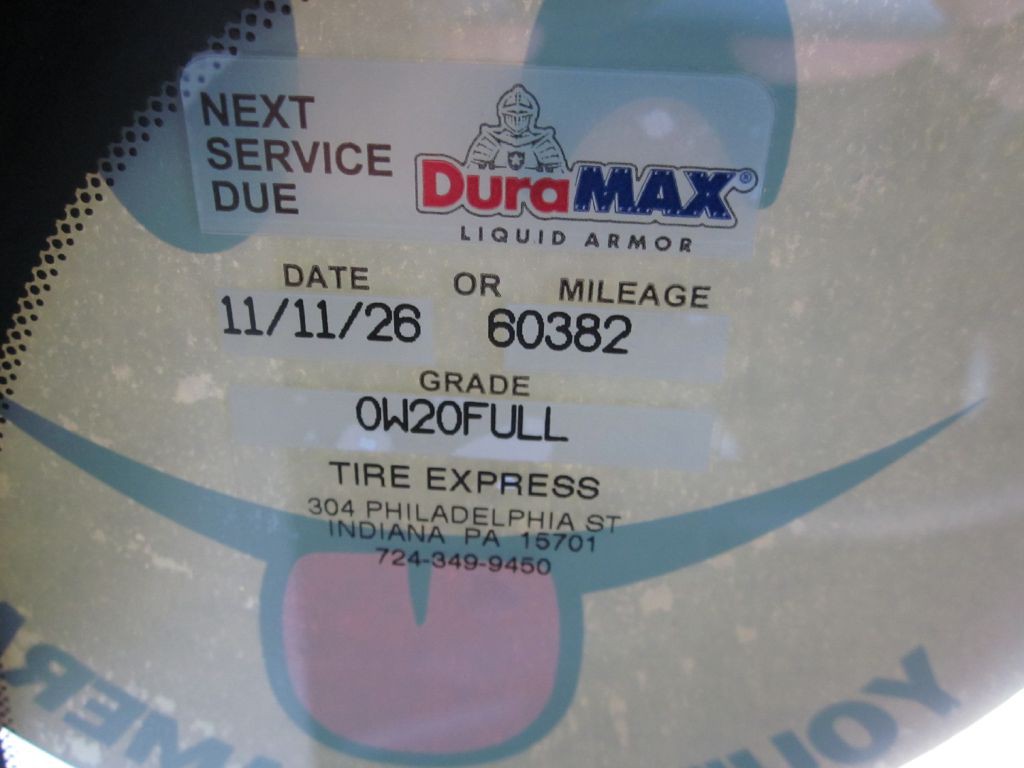 NEXT
SERVICE
DUE
DuraMAX®
LIQUID ARMOR
DATE OR MILEAGE
11/11/26 60382
GRADE
0W20FULL
TIRE EXPRESS
304 PHILADELPHIA ST
INDIANA PA 15701
724-349-9450